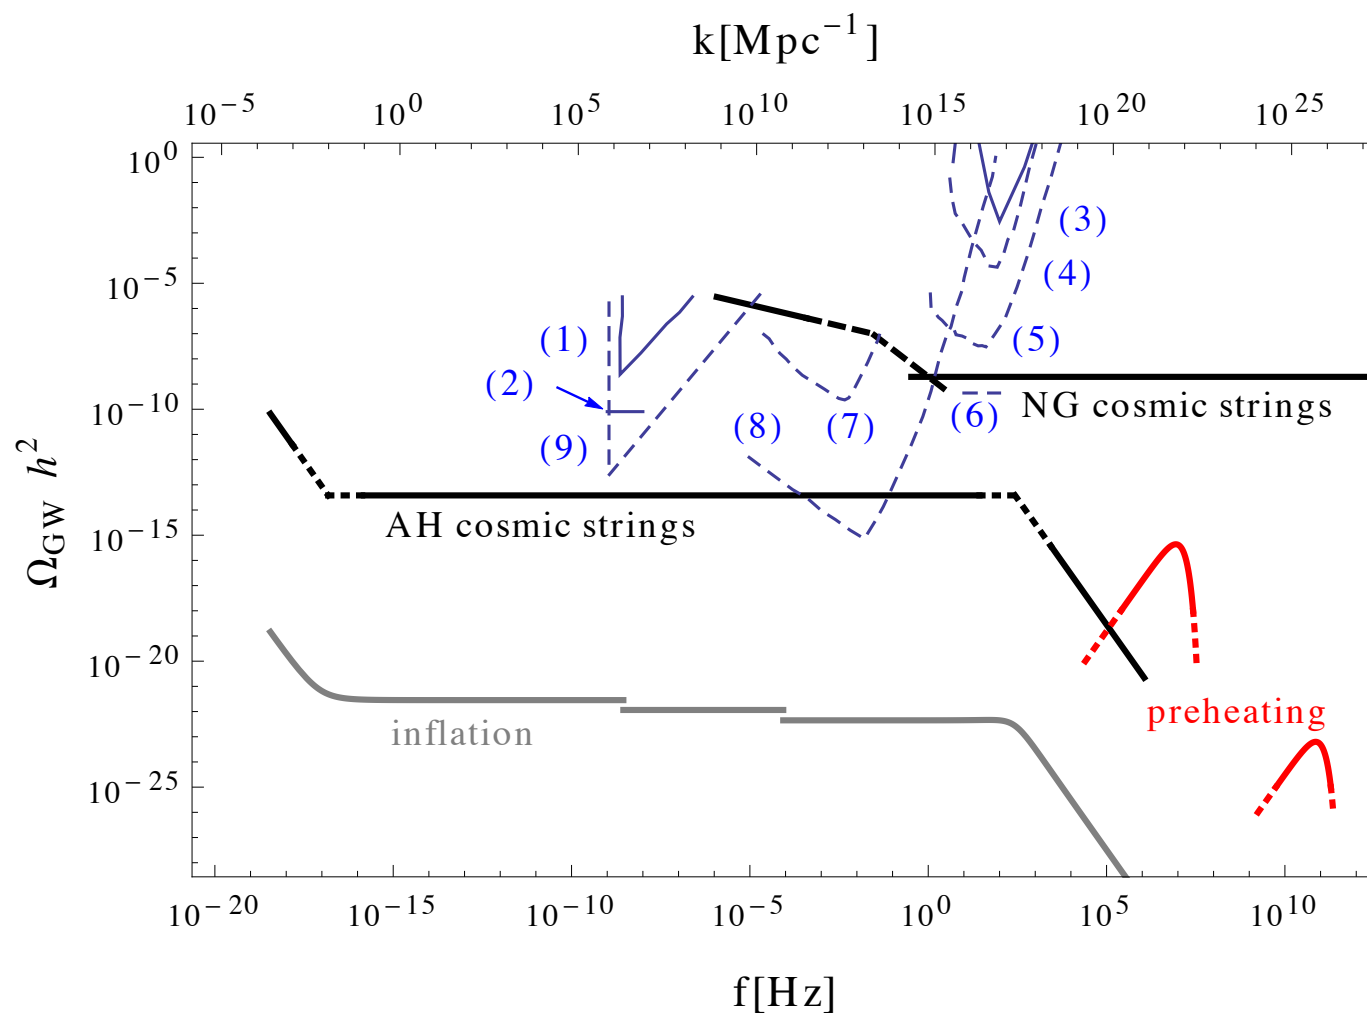 k[Mpc⁻¹]
10⁻⁵ 10⁰ 10⁵ 10¹⁰ 10¹⁵ 10²⁰ 10²⁵
10⁰
(3)
(4)
10⁻⁵
(1)
(5)
(2)
10⁻¹⁰
(6)
NG cosmic strings
(8)
(7)
(9)
Ω_GW h²
AH cosmic strings
10⁻¹⁵
10⁻²⁰
preheating
inflation
10⁻²⁵
10⁻²⁰ 10⁻¹⁵ 10⁻¹⁰ 10⁻⁵ 10⁰ 10⁵ 10¹⁰
f[Hz]